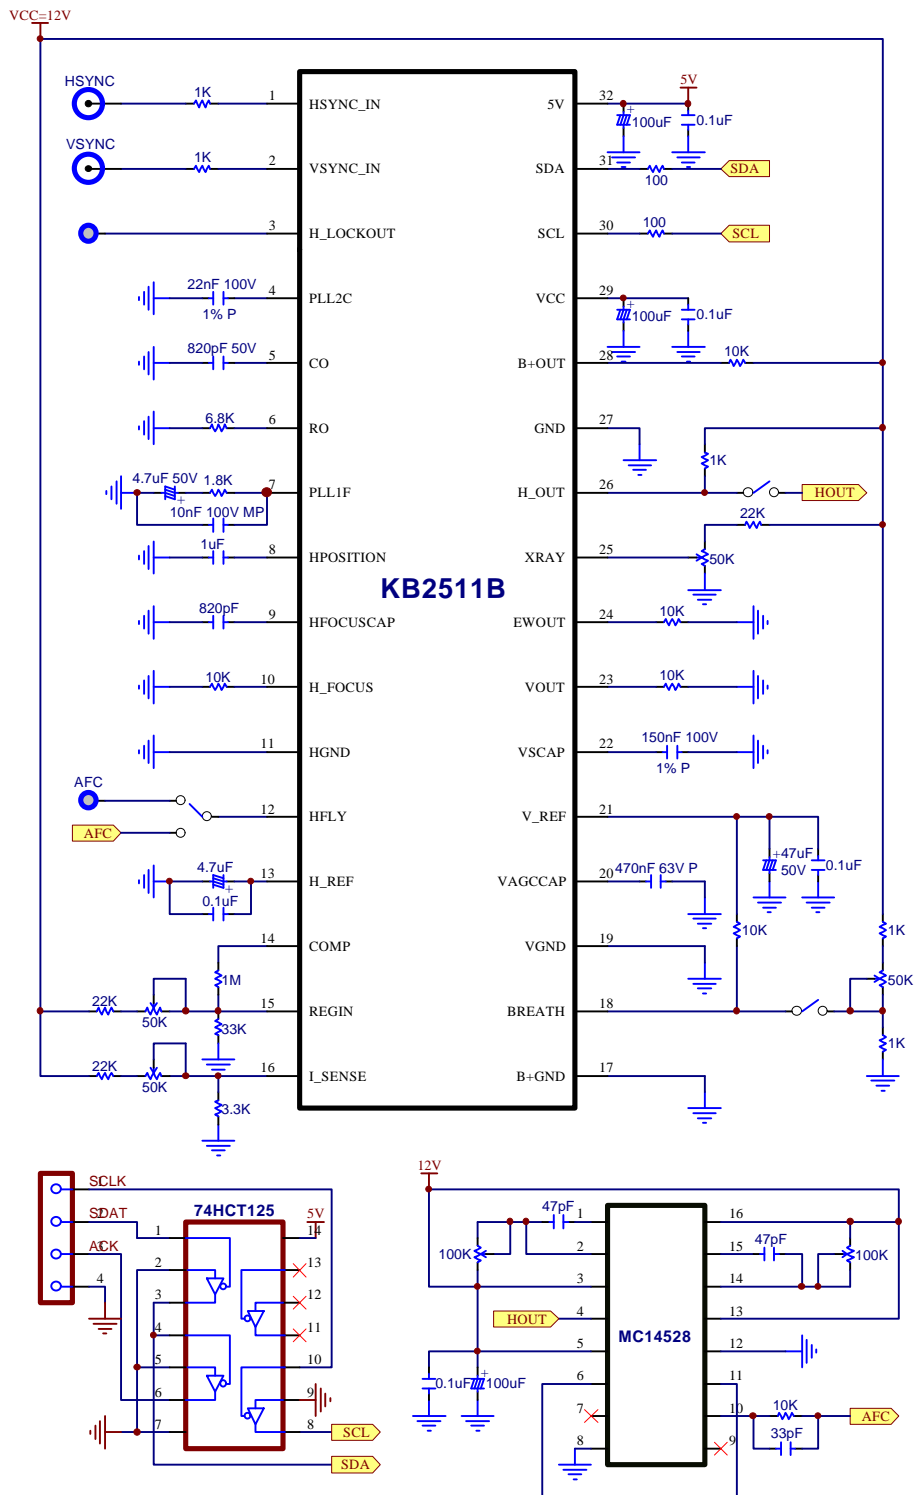 VCC=12V
HSYNC
1K
1
HSYNC_IN
5V
32
5V
+
100uF
0.1uF
VSYNC
1K
2
VSYNC_IN
SDA
31
100
SDA
3
H_LOCKOUT
SCL
30
100
SCL
22nF 100V
1% P
4
PLL2C
VCC
29
+
100uF
0.1uF
820pF 50V
5
CO
B+OUT
28
10K
6.8K
6
RO
GND
27
1K
4.7uF 50V
+
1.8K
10nF 100V MP
7
PLL1F
H_OUT
26
HOUT
22K
1uF
8
HPOSITION
XRAY
25
50K
KB2511B
820pF
9
HFOCUSCAP
EWOUT
24
10K
10K
10
H_FOCUS
VOUT
23
10K
11
HGND
VSCAP
22
150nF 100V
1% P
AFC
AFC
12
HFLY
V_REF
21
+47uF
50V
0.1uF
4.7uF
+
0.1uF
13
H_REF
VAGCCAP
20
470nF 63V P
10K
1K
14
COMP
VGND
19
1M
50K
22K
50K
15
REGIN
BREATH
18
33K
1K
22K
50K
16
I_SENSE
B+GND
17
3.3K
SCLK
1
SDAT
2
ACK
3
4
74HCT125
5V
1
14
2
13
3
12
4
11
5
10
6
9
7
8
SCL
SDA
12V
47pF
1
16
100K
2
15
47pF
100K
3
14
HOUT
4
13
MC14528
5
12
0.1uF
+
100uF
6
11
7
10
10K
33pF
AFC
8
9